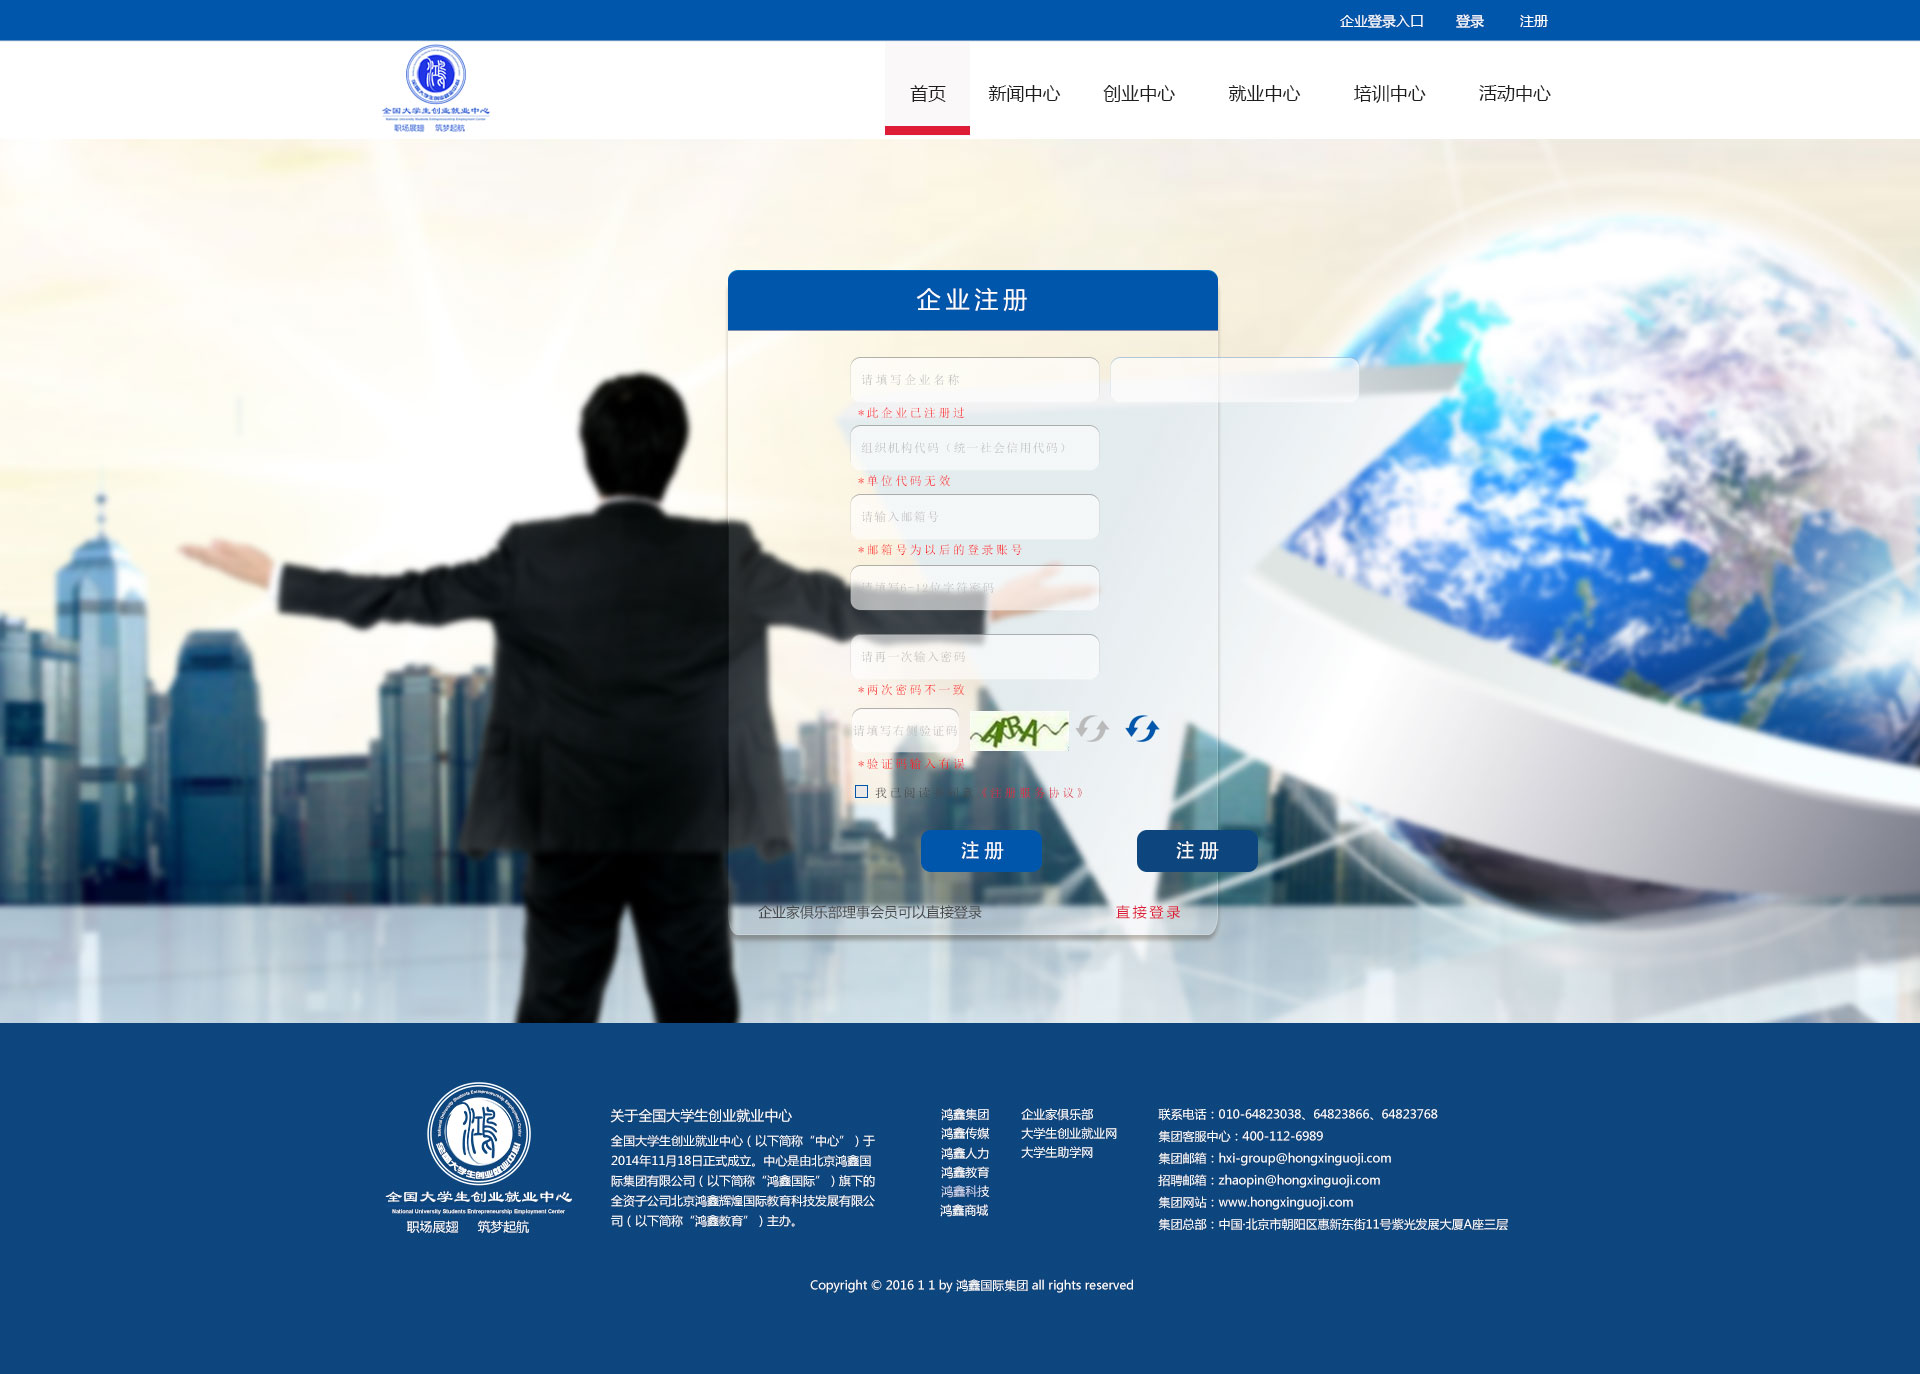 企业登录入口 登录 注册
全国大学生创业就业中心
National University Students Entrepreneurship Employment Center
职场展翅 筑梦起航
首页 新闻中心 创业中心 就业中心 培训中心 活动中心
企业注册
请填写企业名称
*此企业已注册过
组织机构代码（统一社会信用代码）
*单位代码无效
请输入邮箱号
*邮箱号为以后的登录账号
请填写6-12位字符密码
请再一次输入密码
*两次密码不一致
请填写右侧验证码
*验证码输入有误
我已阅读 协议》
注册 注册
企业家俱乐部理事会员可以直接登录 直接登录
全国大学生创业就业中心
National University Students Entrepreneurship Employment Center
职场展翅 筑梦起航
关于全国大学生创业就业中心
全国大学生创业就业中心（以下简称“中心”）于
2014年11月18日正式成立。中心是由北京鸿鑫国
际集团有限公司（以下简称“鸿鑫国际”）旗下的
全资子公司北京鸿鑫辉煌国际教育科技发展有限公
司（以下简称“鸿鑫教育”）主办。
鸿鑫集团
鸿鑫传媒
鸿鑫人力
鸿鑫教育
鸿鑫科技
鸿鑫商城
企业家俱乐部
大学生创业就业网
大学生助学网
联系电话：010-64823038、64823866、64823768
集团客服中心：400-112-6989
集团邮箱：hxi-group@hongxinguoji.com
招聘邮箱：zhaopin@hongxinguoji.com
集团网站：www.hongxinguoji.com
集团总部：中国·北京市朝阳区惠新东街11号紫光发展大厦A座三层
Copyright © 2016 1 1 by 鸿鑫国际集团 all rights reserved